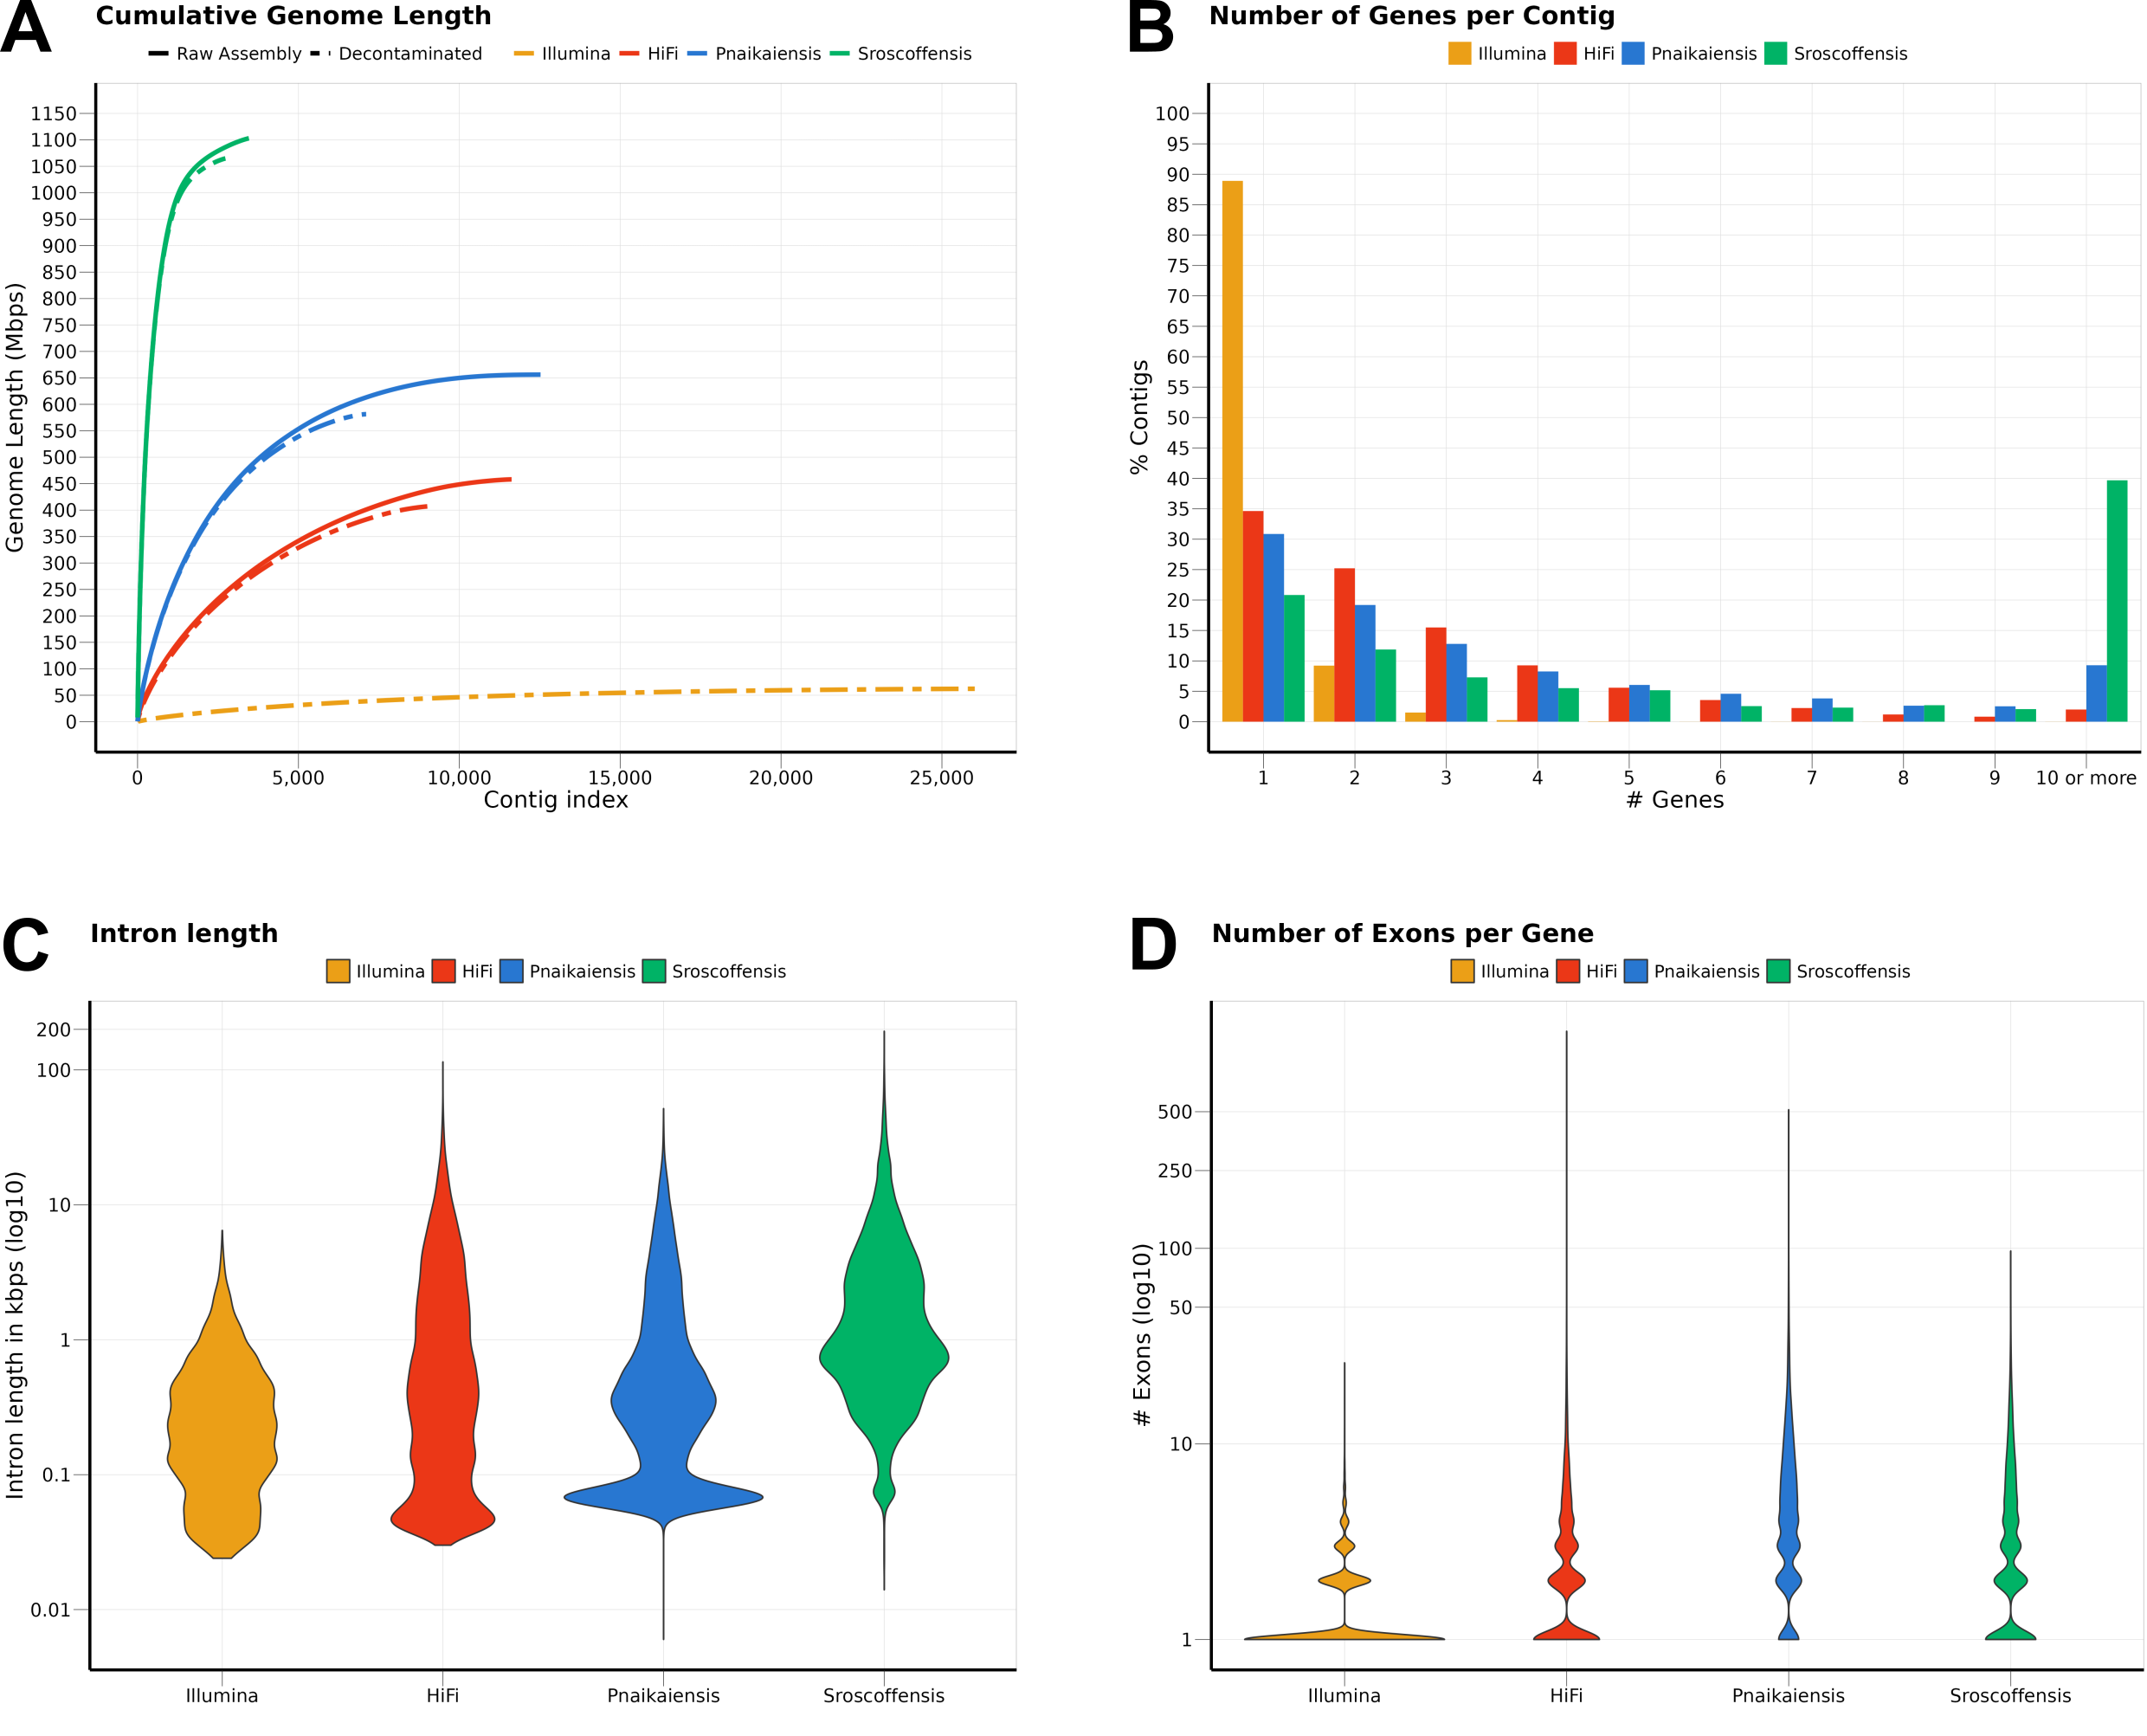 A
Cumulative Genome Length
Raw Assembly Decontaminated Illumina HiFi Pnaikaiensis Sroscoffensis
Genome Length (Mbps)
1150
1100
1050
1000
950
900
850
800
750
700
650
600
550
500
450
400
350
300
250
200
150
100
50
0
0 5,000 10,000 15,000 20,000 25,000
Contig index
B
Number of Genes per Contig
Illumina HiFi Pnaikaiensis Sroscoffensis
% Contigs
100
95
90
85
80
75
70
65
60
55
50
45
40
35
30
25
20
15
10
5
0
1 2 3 4 5 6 7 8 9 10 or more
# Genes
C
Intron length
Illumina HiFi Pnaikaiensis Sroscoffensis
Intron length in kbps (log10)
200
100
10
1
0.1
0.01
Illumina HiFi Pnaikaiensis Sroscoffensis
D
Number of Exons per Gene
Illumina HiFi Pnaikaiensis Sroscoffensis
# Exons (log10)
500
250
100
50
10
1
Illumina HiFi Pnaikaiensis Sroscoffensis